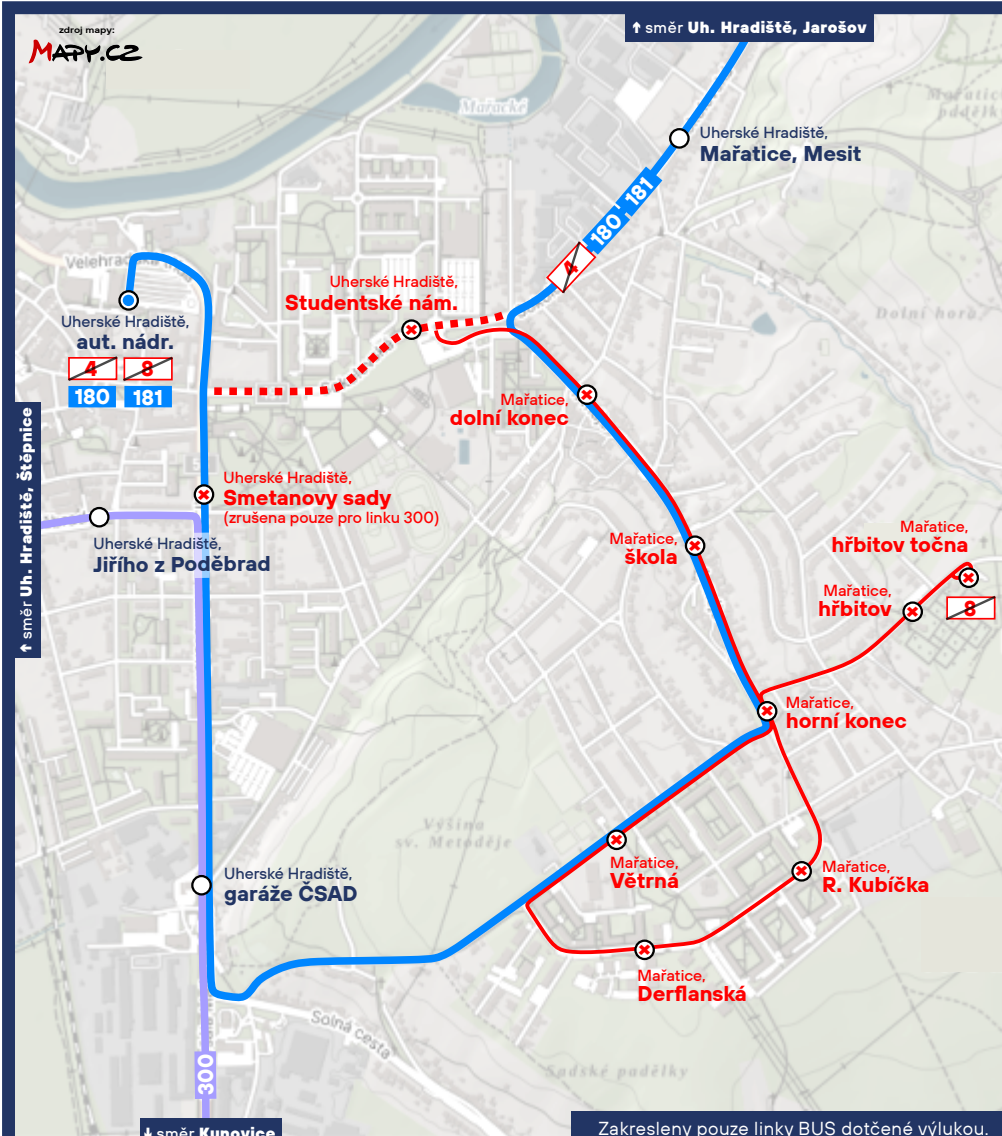 zdroj mapy:
MAPY.CZ
↑ směr Uh. Hradiště, Jarošov
Mařatické
Uherské Hradiště,
Mařatice, Mesit
180, 181
4
Uherské Hradiště,
Studentské nám.
Dolní hora
Uherské Hradiště,
aut. nádr.
4 8
180 181
Mařatice,
dolní konec
↑ směr Uh. Hradiště, Štěpnice
Uherské Hradiště,
Smetanovy sady
(zrušena pouze pro linku 300)
Uherské Hradiště,
Jiřího z Poděbrad
Mařatice,
škola
Mařatice,
hřbitov točna
Mařatice,
hřbitov
8
Mařatice,
horní konec
Výšina
sv. Metoděje
Mařatice,
Větrná
Uherské Hradiště,
garáže ČSAD
Mařatice,
R. Kubíčka
Mařatice,
Derflanská
Solná cesta
Sadské padělky
300
↓ směr Kunovice
Zakresleny pouze linky BUS dotčené výlukou.